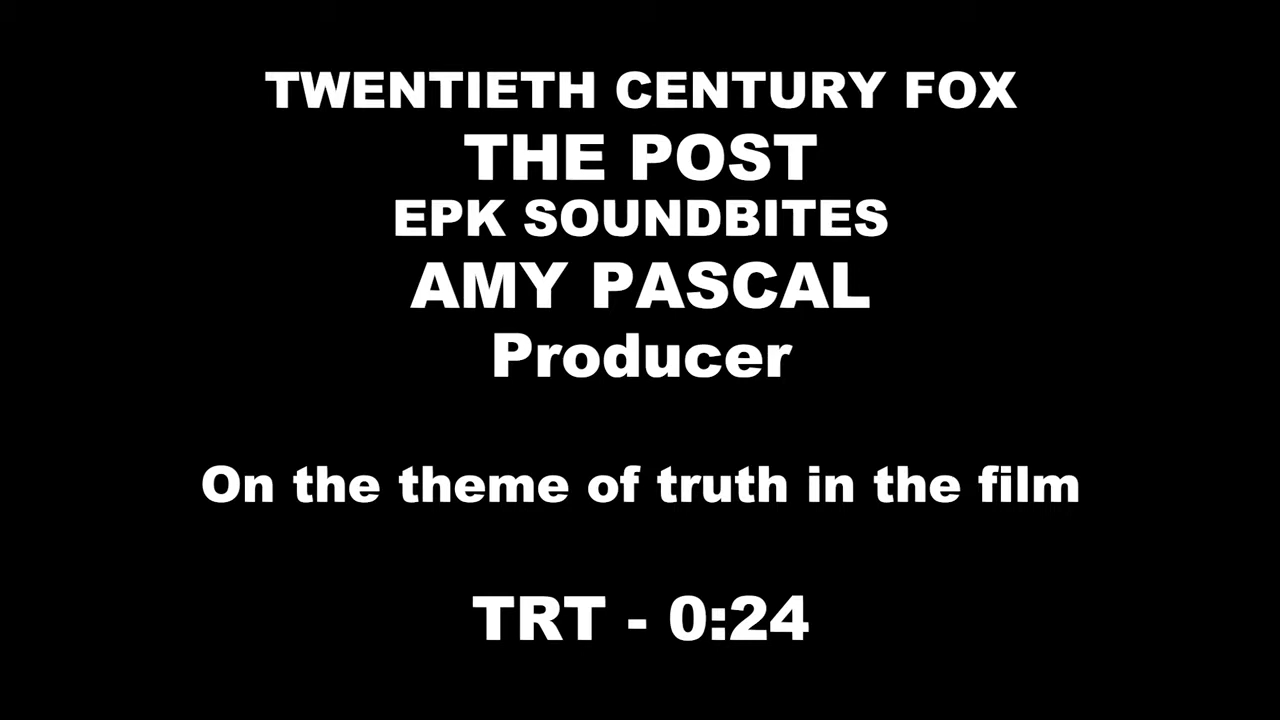 TWENTIETH CENTURY FOX
THE POST
EPK SOUNDBITES
AMY PASCAL
Producer
On the theme of truth in the film
TRT - 0:24